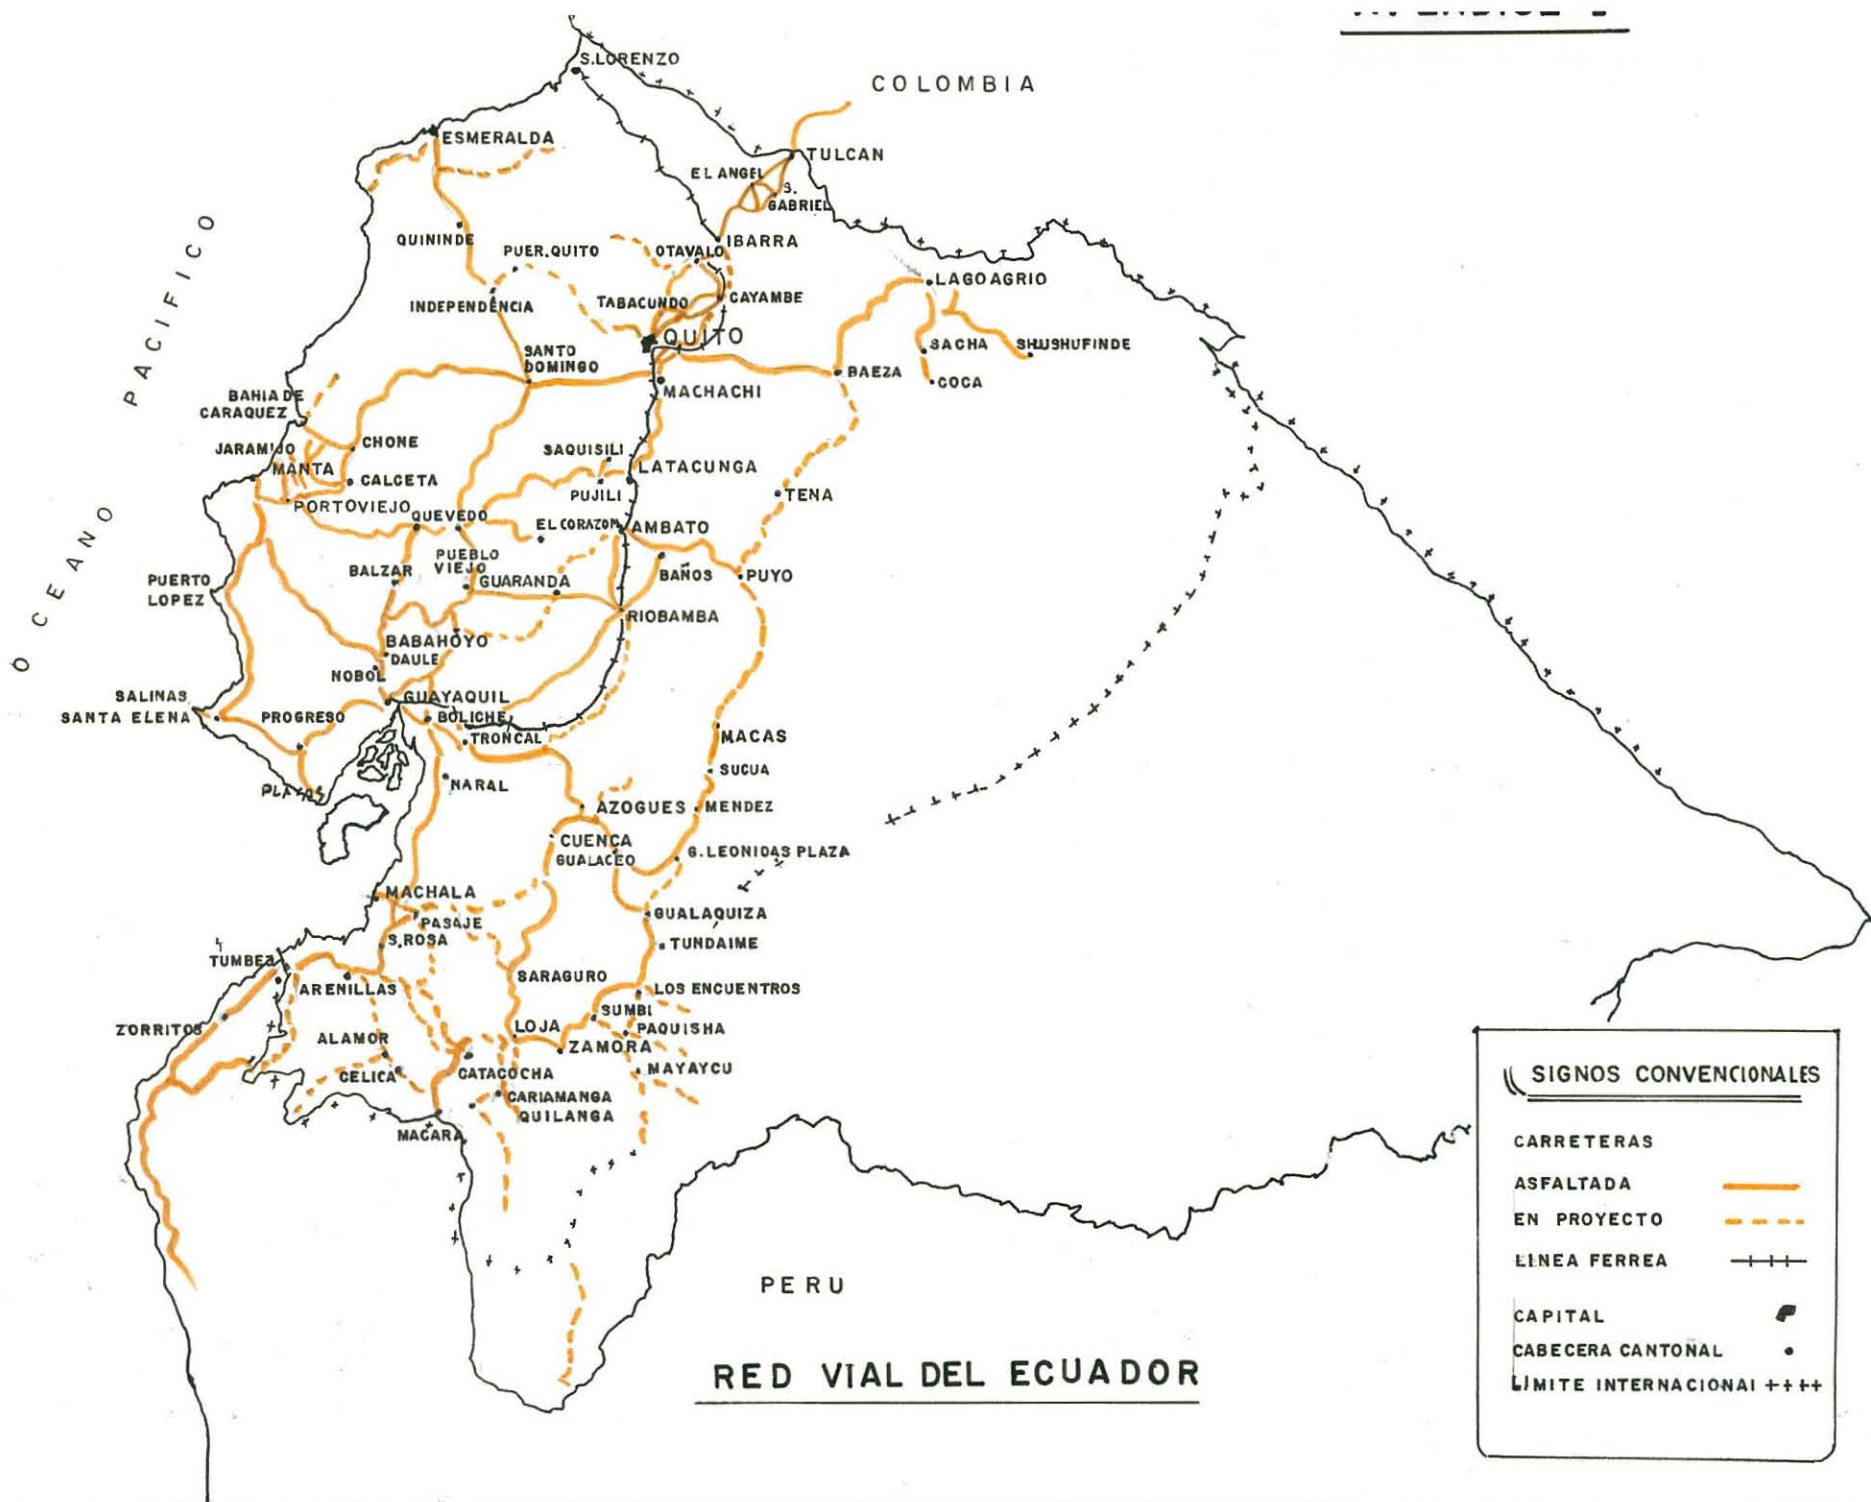 COLOMBIA
S.LORENZO
ESMERALDA
TULCAN
EL ANGEL
S.
GABRIEL
QUININDE
IBARRA
PUER.QUITO
OTAVALO
LAGOAGRIO
INDEPENDENCIA
TABACUNDO
CAYAMBE
QUITO
SANTO
DOMINGO
SACHA
SHUSHUFINDE
BAEZA
COCA
MACHACHI
OCEANO PACIFICO
BAHIA DE
CARAQUEZ
JARAMIJO
CHONE
MANTA
CALCETA
SAQUISILI
LATACUNGA
PUJILI
TENA
PORTOVIEJO
QUEVEDO
EL CORAZON
AMBATO
PUEBLO
VIEJO
BALZAR
GUARANDA
BAÑOS
PUYO
PUERTO
LOPEZ
RIOBAMBA
BABAHOYO
DAULE
NOBOL
SALINAS
SANTA ELENA
PROGRESO
GUAYAQUIL
BOLICHE
TRONCAL
MACAS
SUCUA
PLAYAS
NARAL
AZOGUES
MENDEZ
CUENCA
GUALACEO
G.LEONIDAS PLAZA
MACHALA
PASAJE
GUALAQUIZA
S.ROSA
TUNDAIME
TUMBEZ
ARENILLAS
SARAGURO
LOS ENCUENTROS
ZORRITOS
SUMBI
LOJA
PAQUISHA
ALAMOR
ZAMORA
CELICA
CATACOCHA
MAYAYCU
CARIAMANGA
QUILANGA
MACARA
PERU
RED VIAL DEL ECUADOR
SIGNOS CONVENCIONALES
CARRETERAS
ASFALTADA
EN PROYECTO
LINEA FERREA
CAPITAL
CABECERA CANTOÑAL
LIMITE INTERNACIONAl